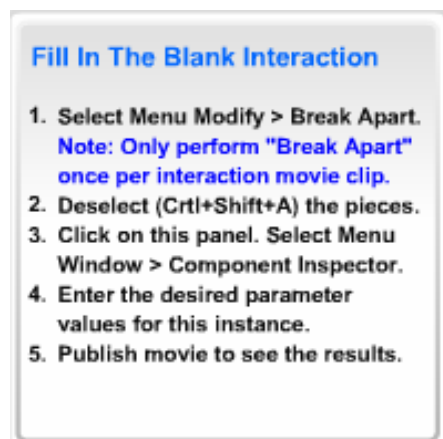 Fill In The Blank Interaction
1. Select Menu Modify > Break Apart.
Note: Only perform "Break Apart"
once per interaction movie clip.
2. Deselect (Crtl+Shift+A) the pieces.
3. Click on this panel. Select Menu
Window > Component Inspector.
4. Enter the desired parameter
values for this instance.
5. Publish movie to see the results.